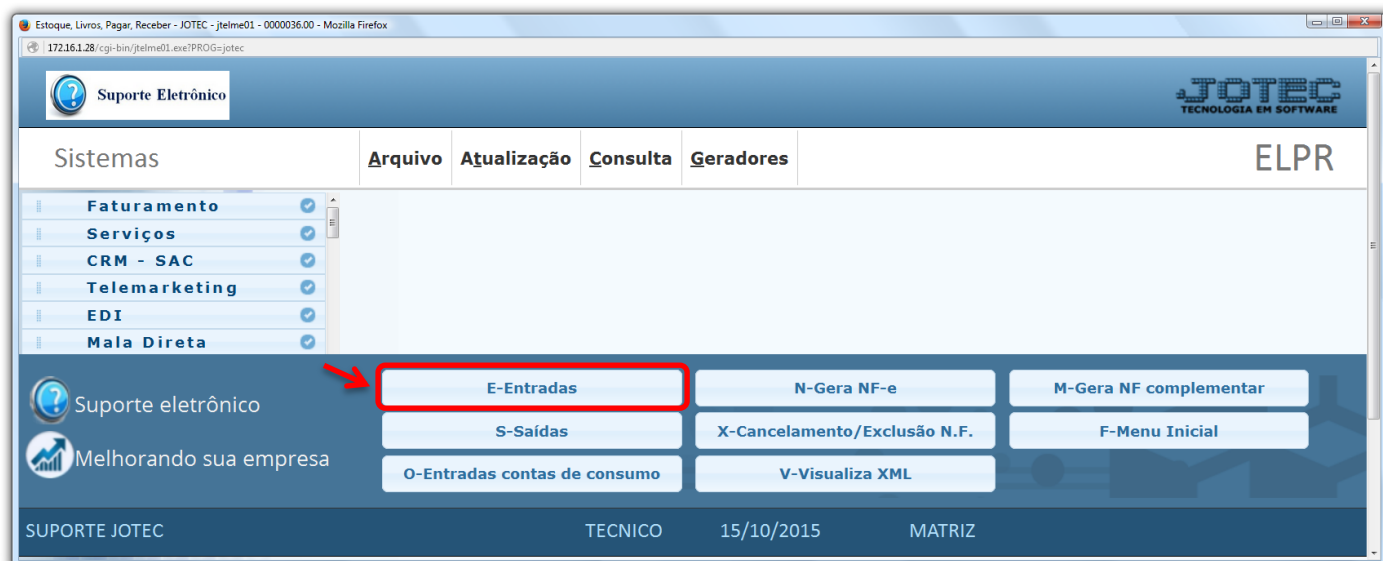 Estoque, Livros, Pagar, Receber - JOTEC - jtelme01 - 0000036.00 - Mozilla Firefox
172.16.1.28/cgi-bin/jtelme01.exe?PROG=jotec
Suporte Eletrônico
JOTEC
TECNOLOGIA EM SOFTWARE
Sistemas
Arquivo Atualização Consulta Geradores
ELPR
Faturamento
Serviços
CRM - SAC
Telemarketing
EDI
Mala Direta
Suporte eletrônico
Melhorando sua empresa
E-Entradas N-Gera NF-e M-Gera NF complementar
S-Saídas X-Cancelamento/Exclusão N.F. F-Menu Inicial
O-Entradas contas de consumo V-Visualiza XML
SUPORTE JOTEC TECNICO 15/10/2015 MATRIZ